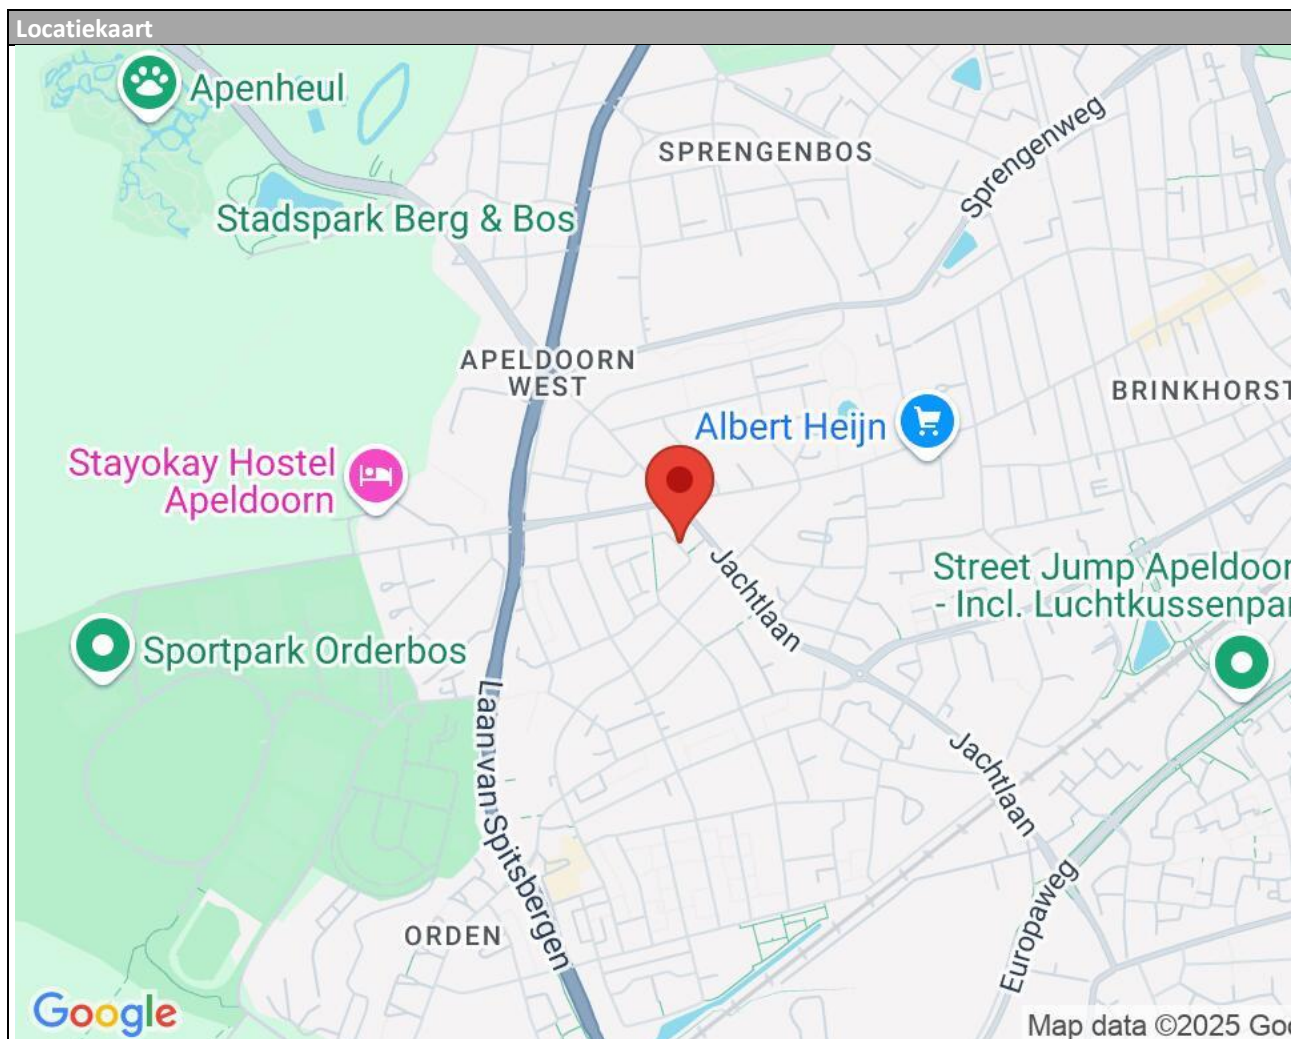 Locatiekaart
Apenheul
SPRENGENBOS
Sprengenweg
Stadspark Berg & Bos
APELDOORN
WEST
BRINKHORST
Albert Heijn
Stayokay Hostel
Apeldoorn
Jachtlaan
Street Jump Apeldoor
- Incl. Luchtkussenpar
Sportpark Orderbos
Laan van Spitsbergen
Jachtlaan
Europaweg
ORDEN
Google
Map data ©2025 Goo